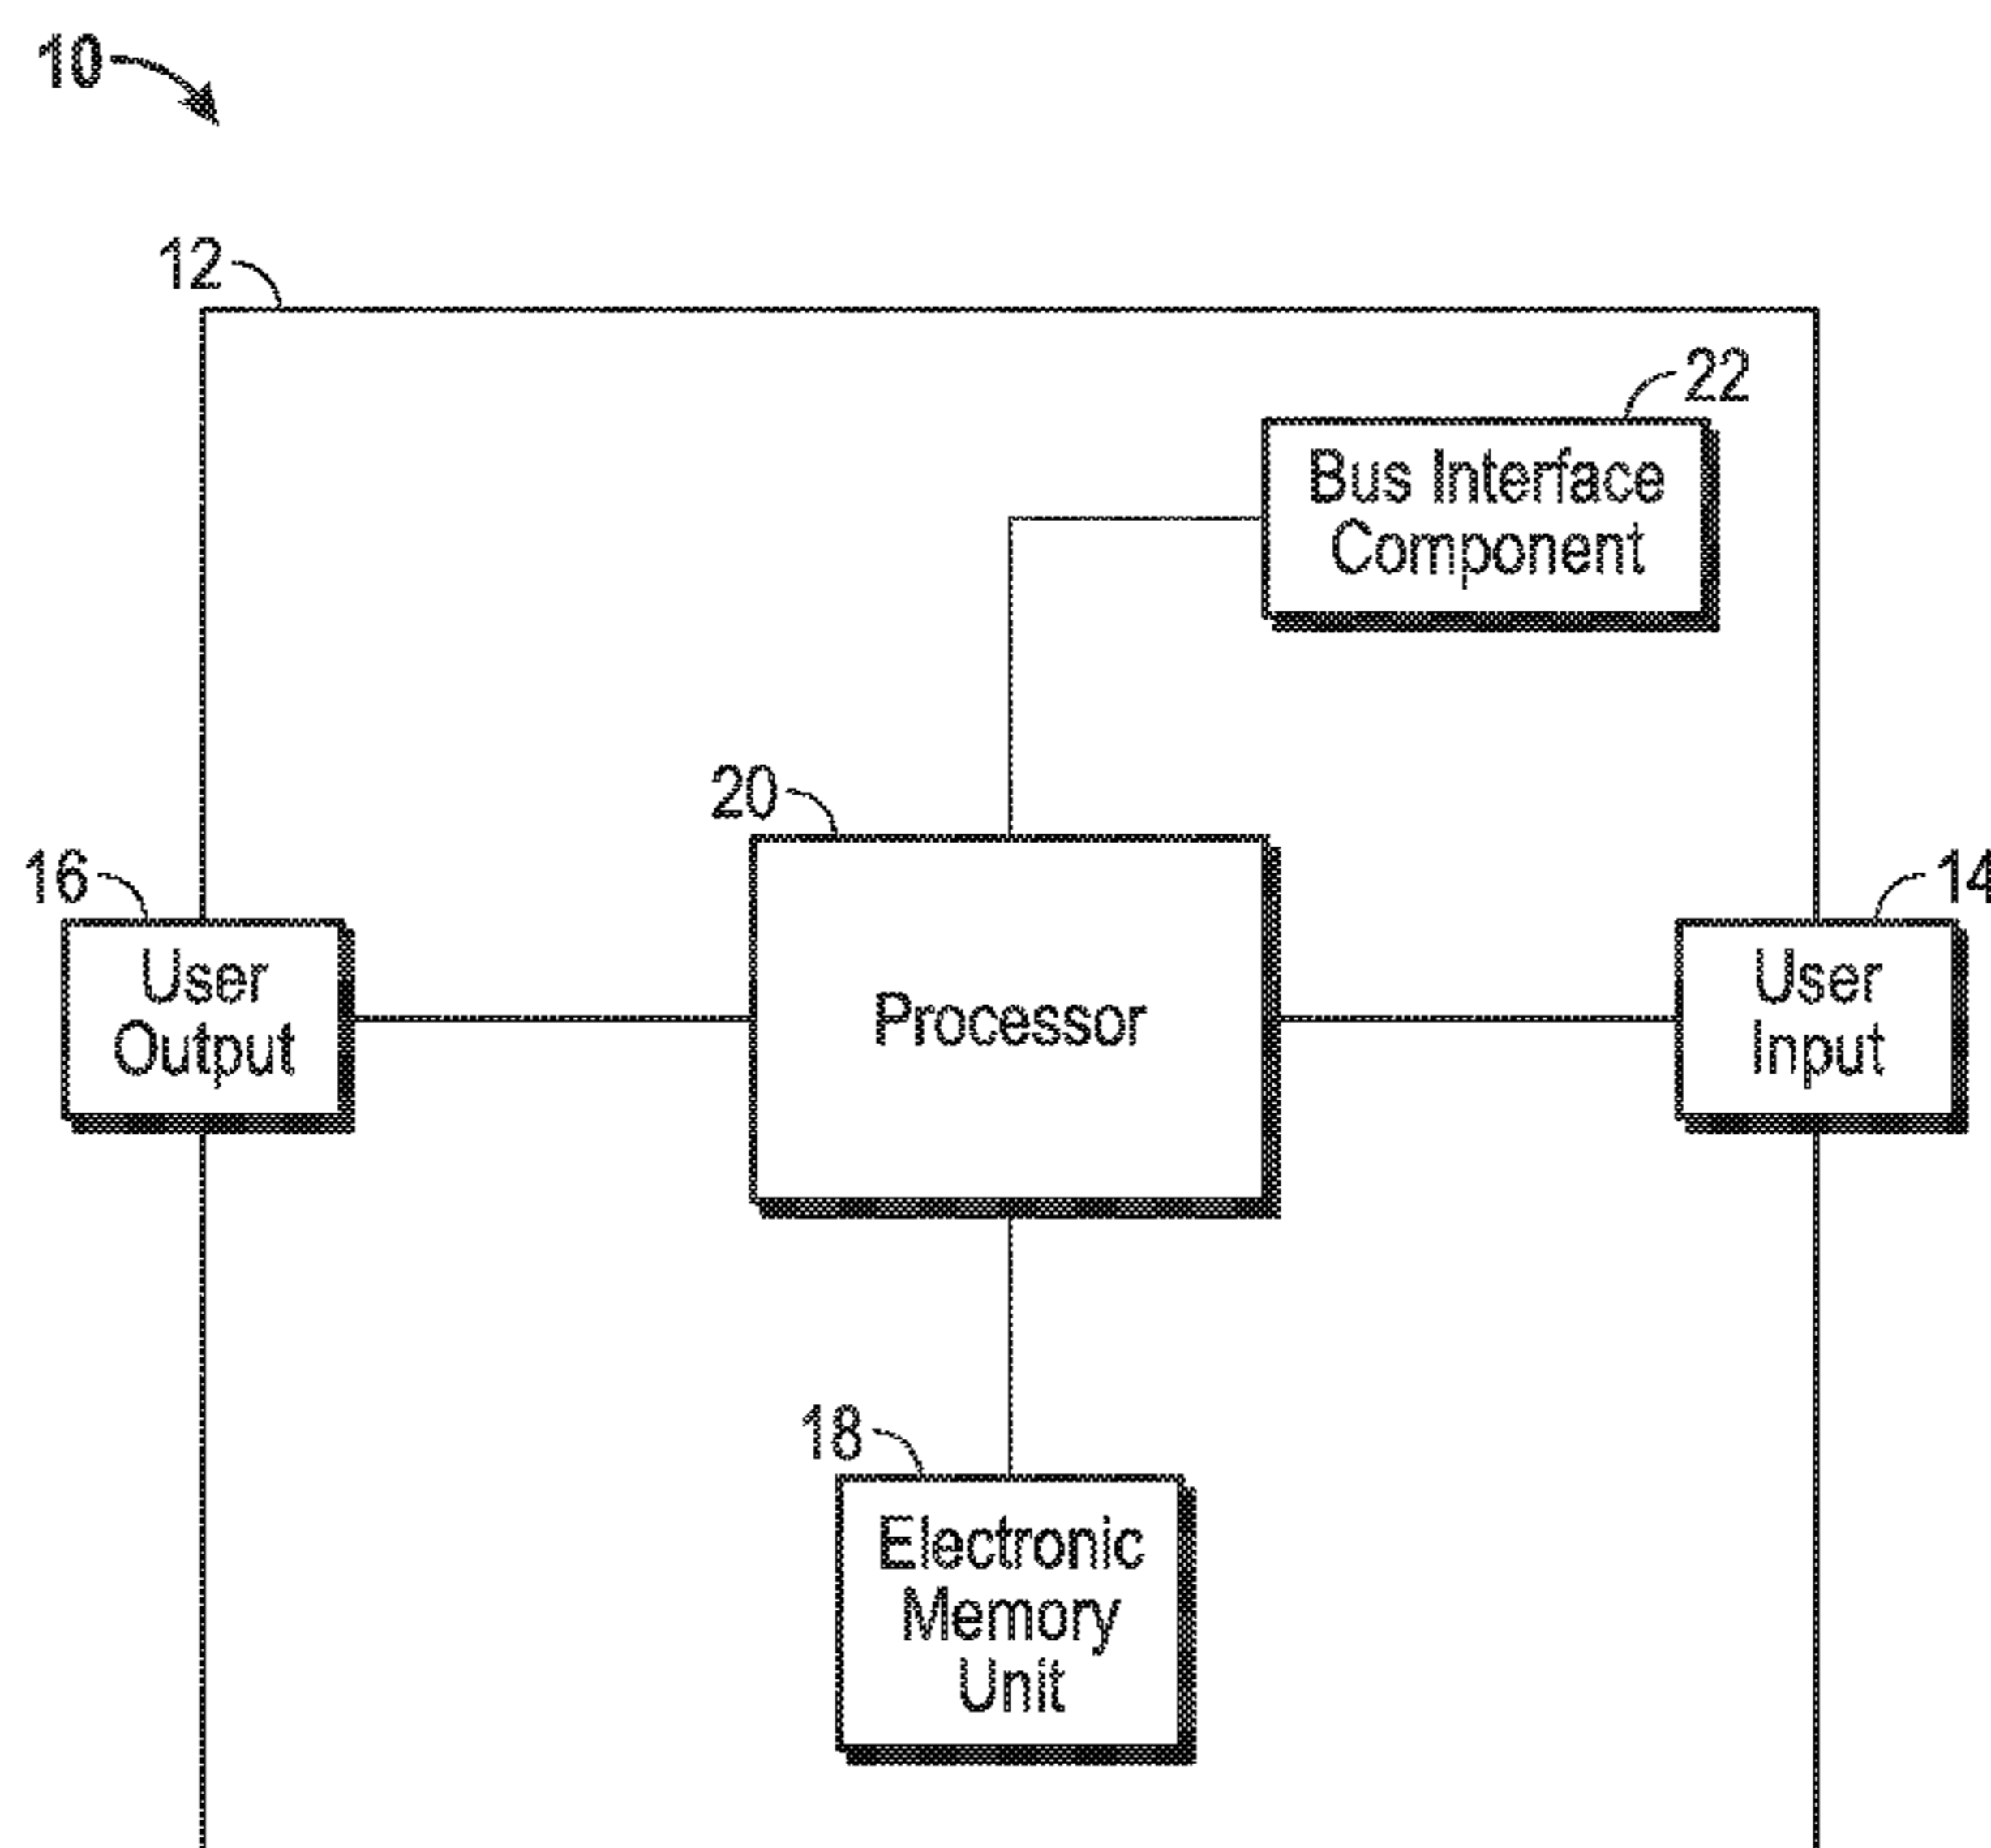 10
12
22
Bus Interface
Component
20
16
14
User
Output
Processor
User
Input
18
Electronic
Memory
Unit